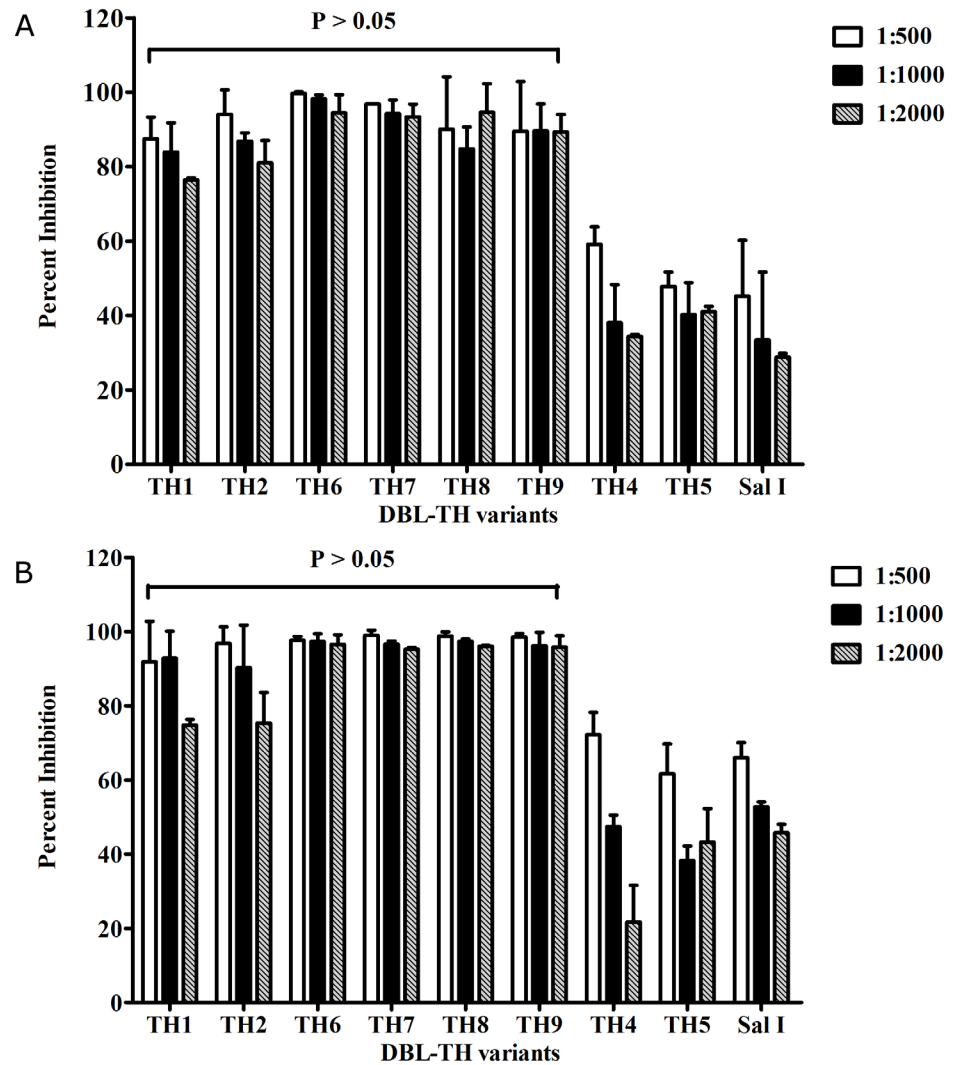 A
P > 0.05
1:500
1:1000
1:2000
Percent Inhibition
120
100
80
60
40
20
0
TH1 TH2 TH6 TH7 TH8 TH9 TH4 TH5 Sal I
DBL-TH variants
B
P > 0.05
1:500
1:1000
1:2000
Percent Inhibition
120
100
80
60
40
20
0
TH1 TH2 TH6 TH7 TH8 TH9 TH4 TH5 Sal I
DBL-TH variants